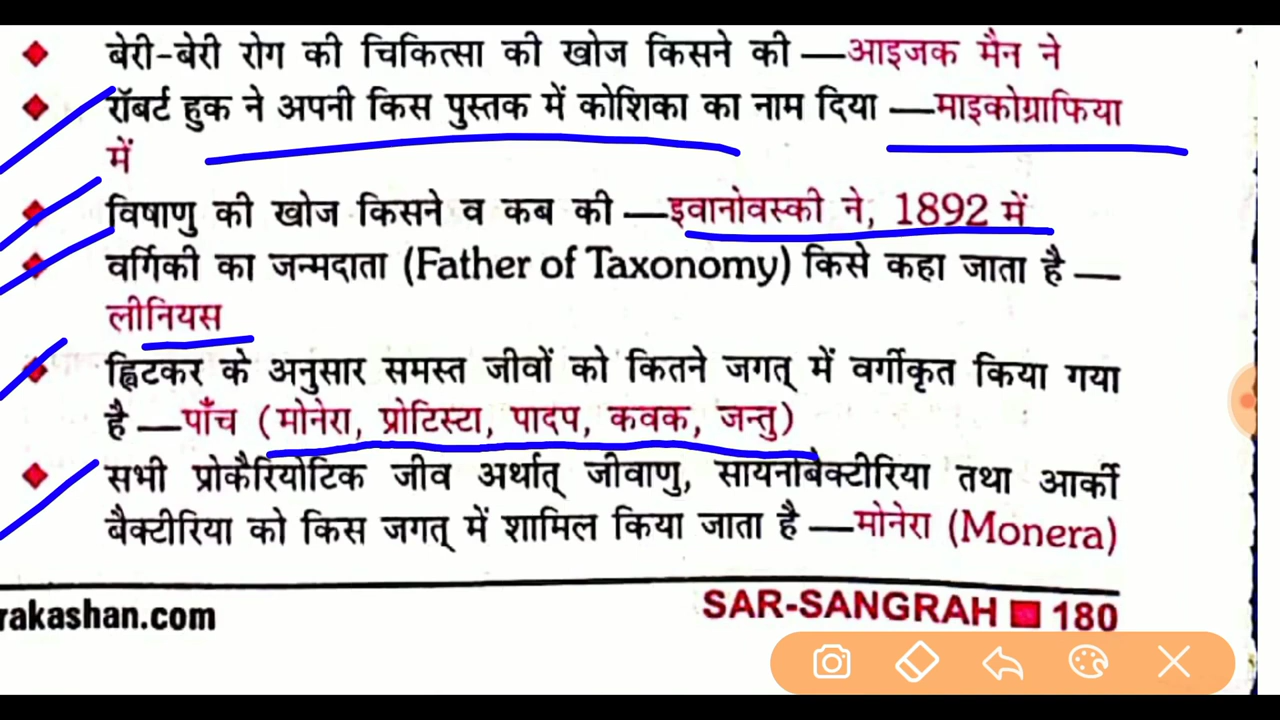 बेरी-बेरी रोग की चिकित्सा की खोज किसने की —आइजक मैन ने
रॉबर्ट हुक ने अपनी किस पुस्तक में कोशिका का नाम दिया —माइकोग्राफिया
में
विषाणु की खोज किसने व कब की —इवानोवस्की ने, 1892 में
वर्गिकी का जन्मदाता (Father of Taxonomy) किसे कहा जाता है —
लीनियस
ह्विटकर के अनुसार समस्त जीवों को कितने जगत् में वर्गीकृत किया गया
है —पाँच (मोनेरा, प्रोटिस्टा, पादप, कवक, जन्तु)
सभी प्रोकैरियोटिक जीव अर्थात् जीवाणु, सायनोबैक्टीरिया तथा आर्की
बैक्टीरिया को किस जगत् में शामिल किया जाता है —मोनेरा (Monera)
rakashan.com SAR-SANGRAH ■ 180